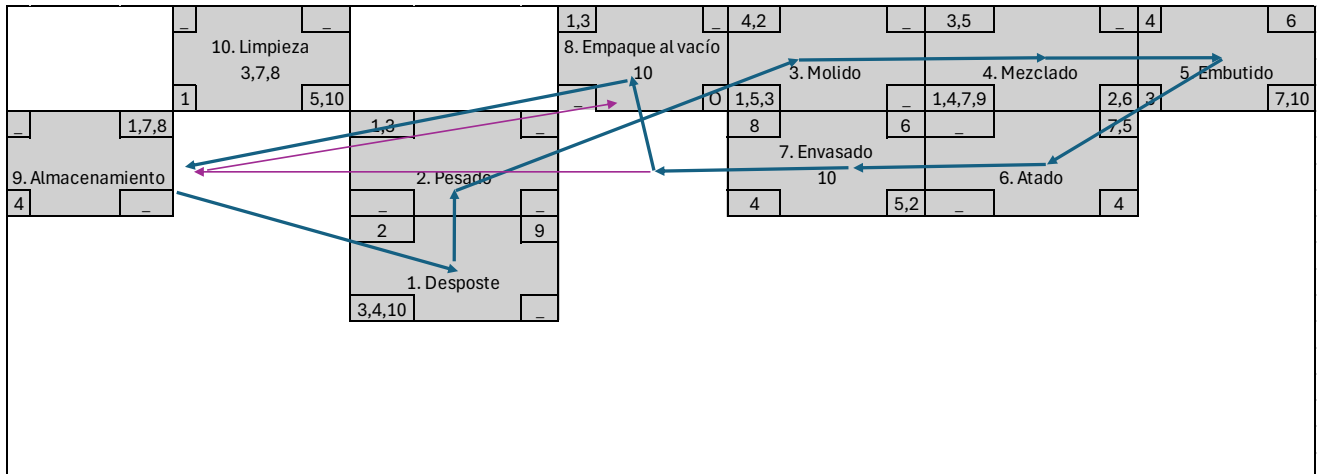 _ _
10. Limpieza
3,7,8
1 5,10
1,3 _
8. Empaque al vacío
10
_ O
4,2 _
3. Molido
1,5,3 _
3,5 _
4. Mezclado
1,4,7,9 2,6
4 6
5. Embutido
3 7,10
_ 1,7,8
9. Almacenamiento
4 _
1,3 _
2. Pesado
_ _
8 6
7. Envasado
10
4 5,2
_ 7,5
6. Atado
_ 4
2 9
1. Desposte
3,4,10 _